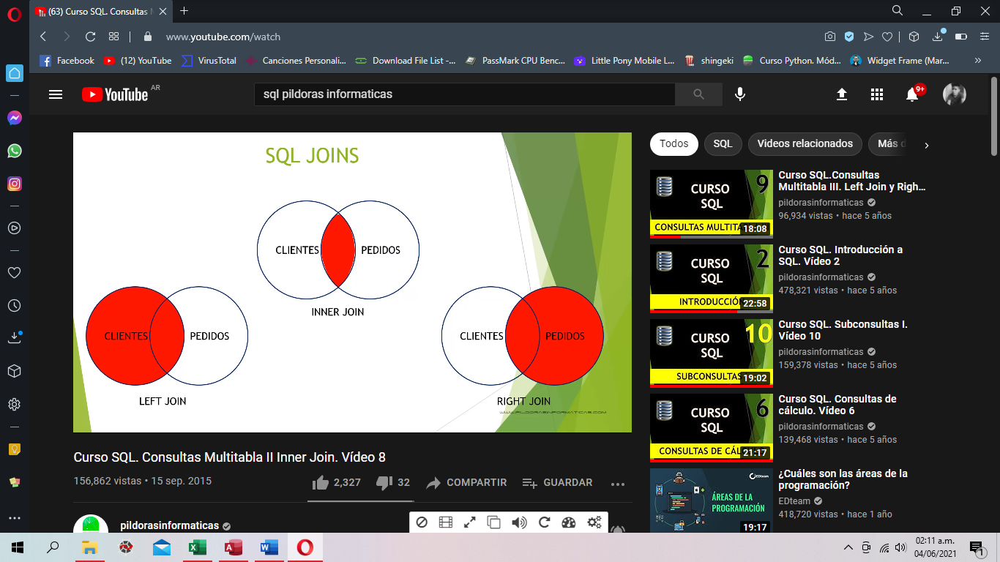 (63) Curso SQL. Consultas M
www.youtube.com/watch
Facebook (12) YouTube VirusTotal Canciones Personali... Download File List -... PassMark CPU Benc... Little Pony Mobile L... shingeki Curso Python. Mód... Widget Frame (Mar...
YouTube AR
sql pildoras informaticas
9+
SQL JOINS
CLIENTES PEDIDOS
INNER JOIN
CLIENTES PEDIDOS
LEFT JOIN
CLIENTES PEDIDOS
RIGHT JOIN
WWW.PILDORASINFORMATICAS.COM
Curso SQL. Consultas Multitabla II Inner Join. Vídeo 8
156,862 vistas • 15 sep. 2015
2,327 32 COMPARTIR GUARDAR
pildorasinformaticas
Todos SQL Videos relacionados Más d
CURSO
SQL
9
CONSULTAS MULTITA
18:08
Curso SQL.Consultas
Multitabla III. Left Join y Righ...
pildorasinformaticas
96,934 vistas • hace 5 años
CURSO
SQL
2
INTRODUCCIÓN
22:58
Curso SQL. Introducción a
SQL. Vídeo 2
pildorasinformaticas
478,321 vistas • hace 5 años
CURSO
SQL
10
SUBCONSULTAS
19:02
Curso SQL. Subconsultas I.
Vídeo 10
pildorasinformaticas
159,378 vistas • hace 5 años
CURSO
SQL
6
CONSULTAS DE CÁL
21:17
Curso SQL. Consultas de
cálculo. Vídeo 6
pildorasinformaticas
139,468 vistas • hace 5 años
EDteam
ÁREAS DE LA
PROGRAMACIÓN
19:17
¿Cuáles son las áreas de la
programación?
EDteam
418,720 vistas • hace 1 año
02:11 a.m.
04/06/2021
1